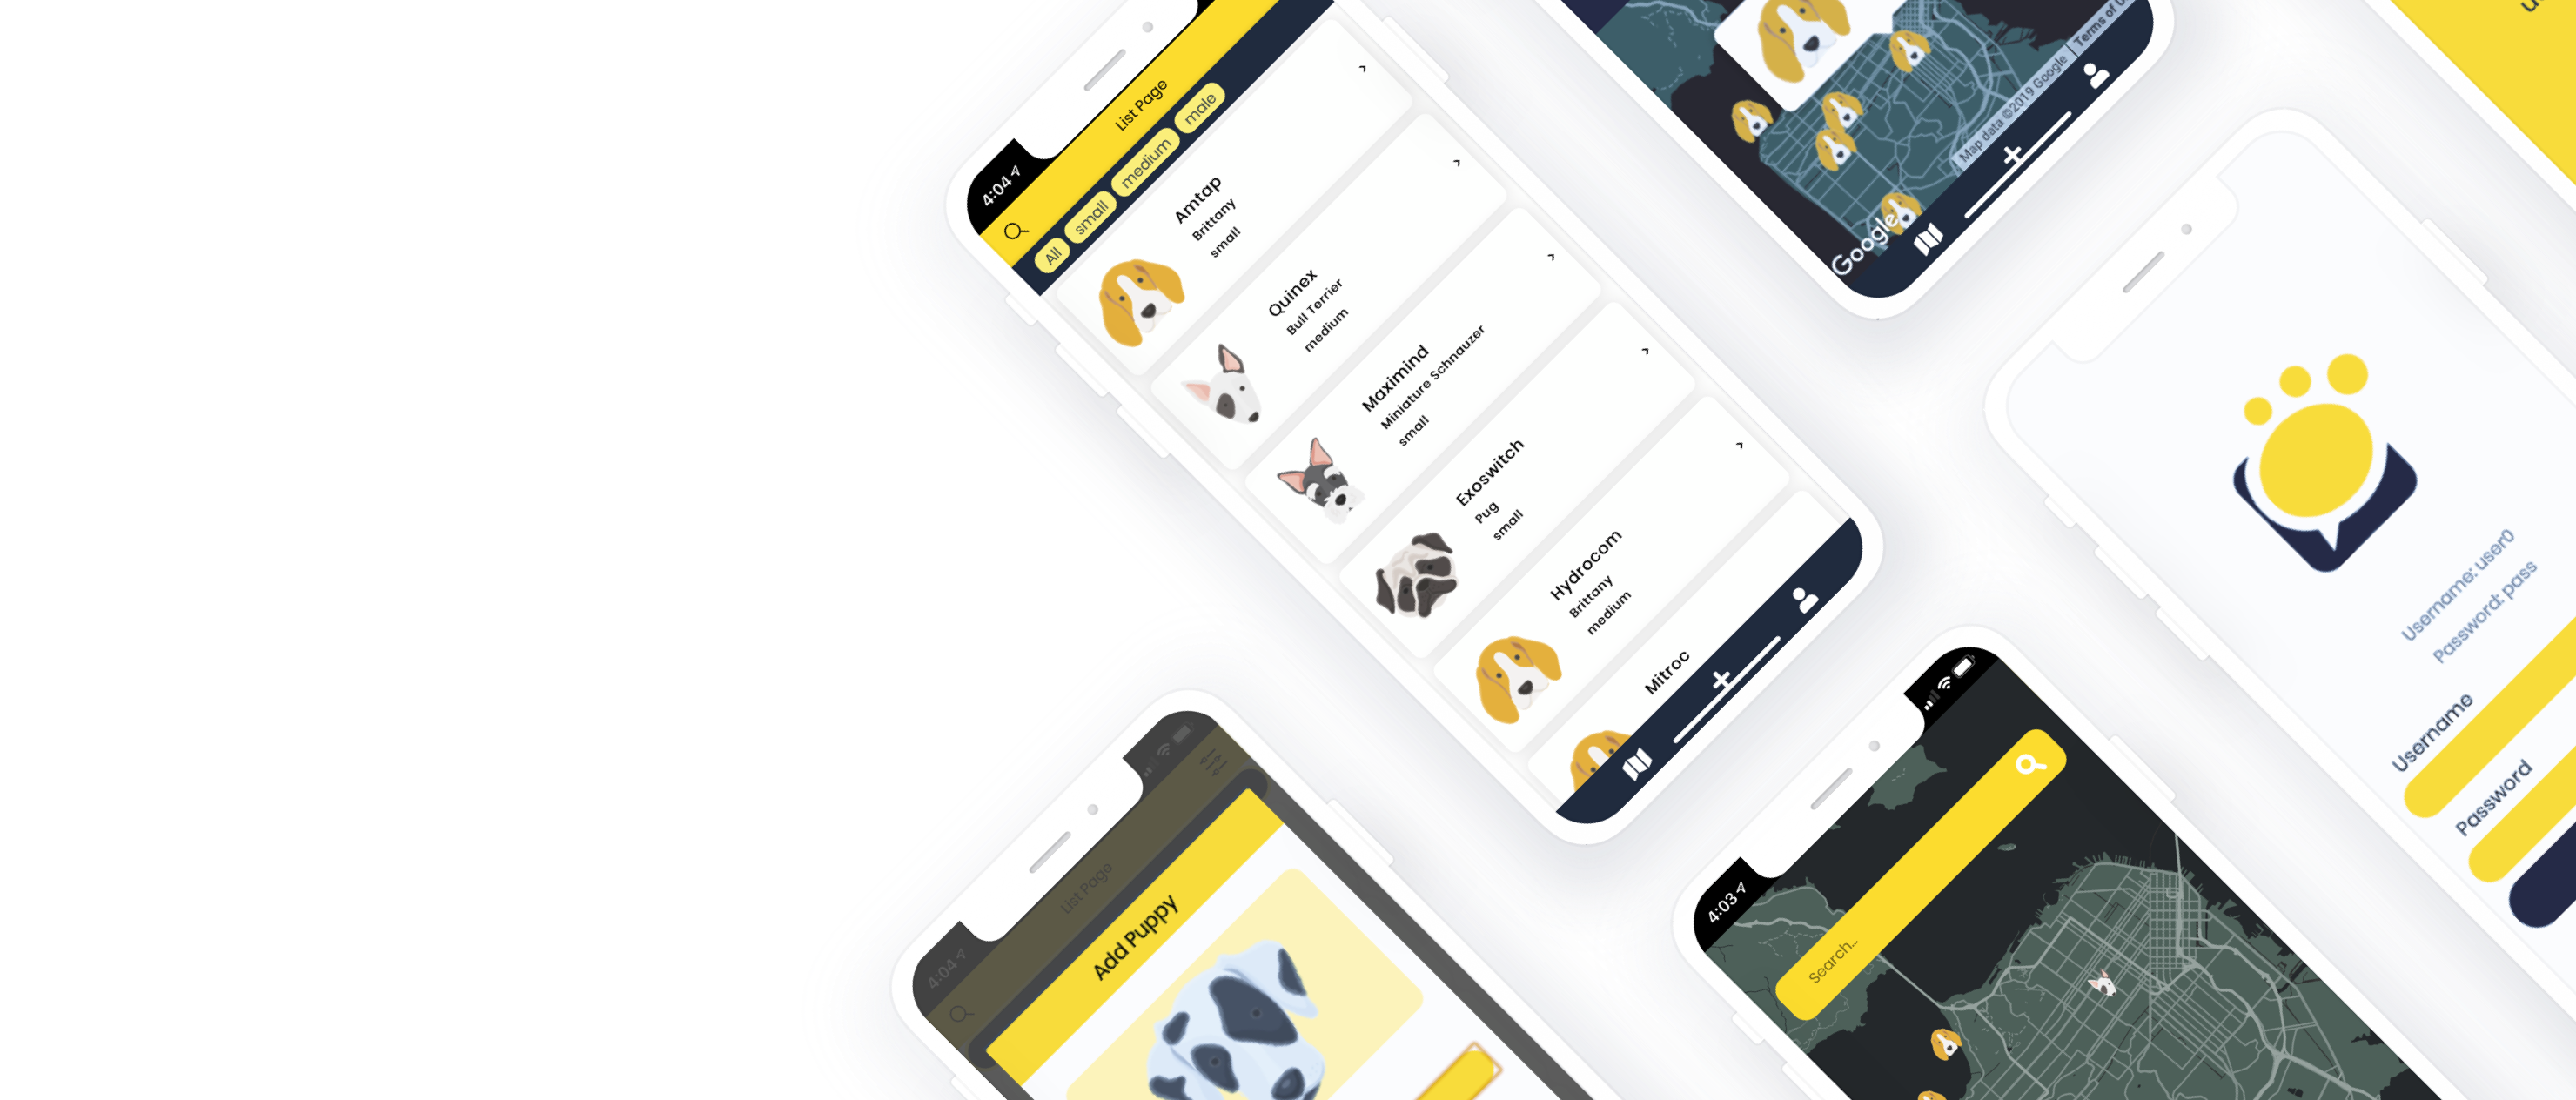 4:04
List Page
All small medium male
Amtap
Brittany
small
Quinex
Bull Terrier
medium
Maximind
Miniature Schnauzer
small
Exoswitch
Pug
small
Hydrocom
Brittany
medium
Mitroc
Google
Map data ©2019 Google
Terms of
Username: user0
Password: pass
Username
Password
4:04
List Page
Add Puppy
4:03
Search...